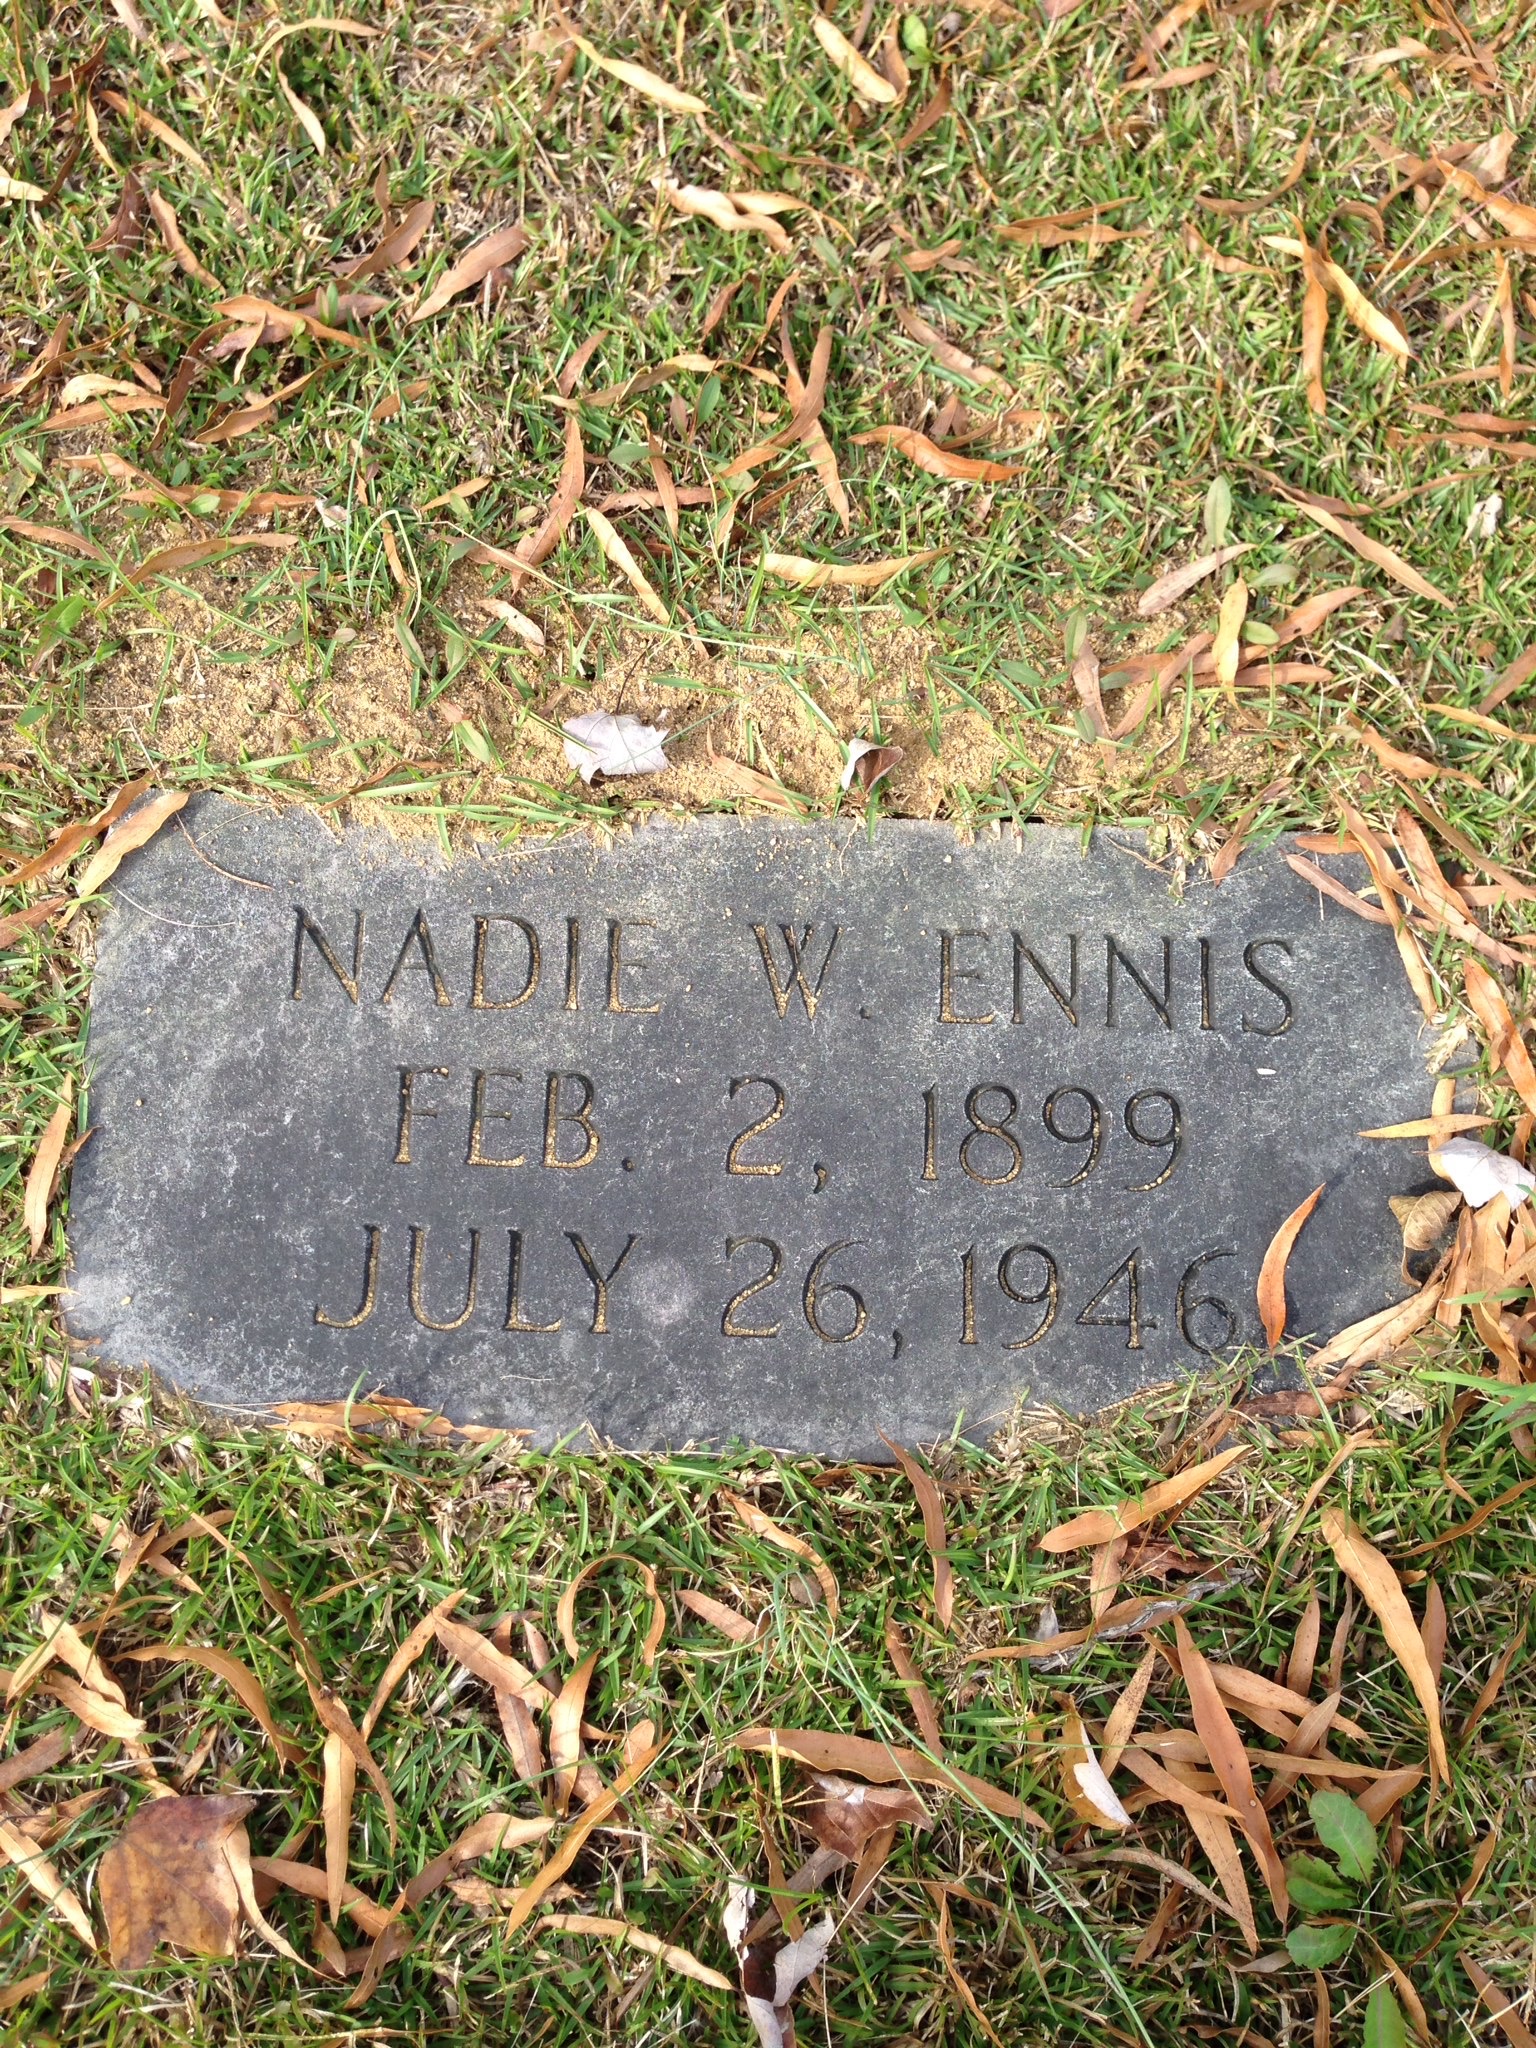 NADIE W. ENNIS
FEB. 2, 1899
JULY 26, 1946